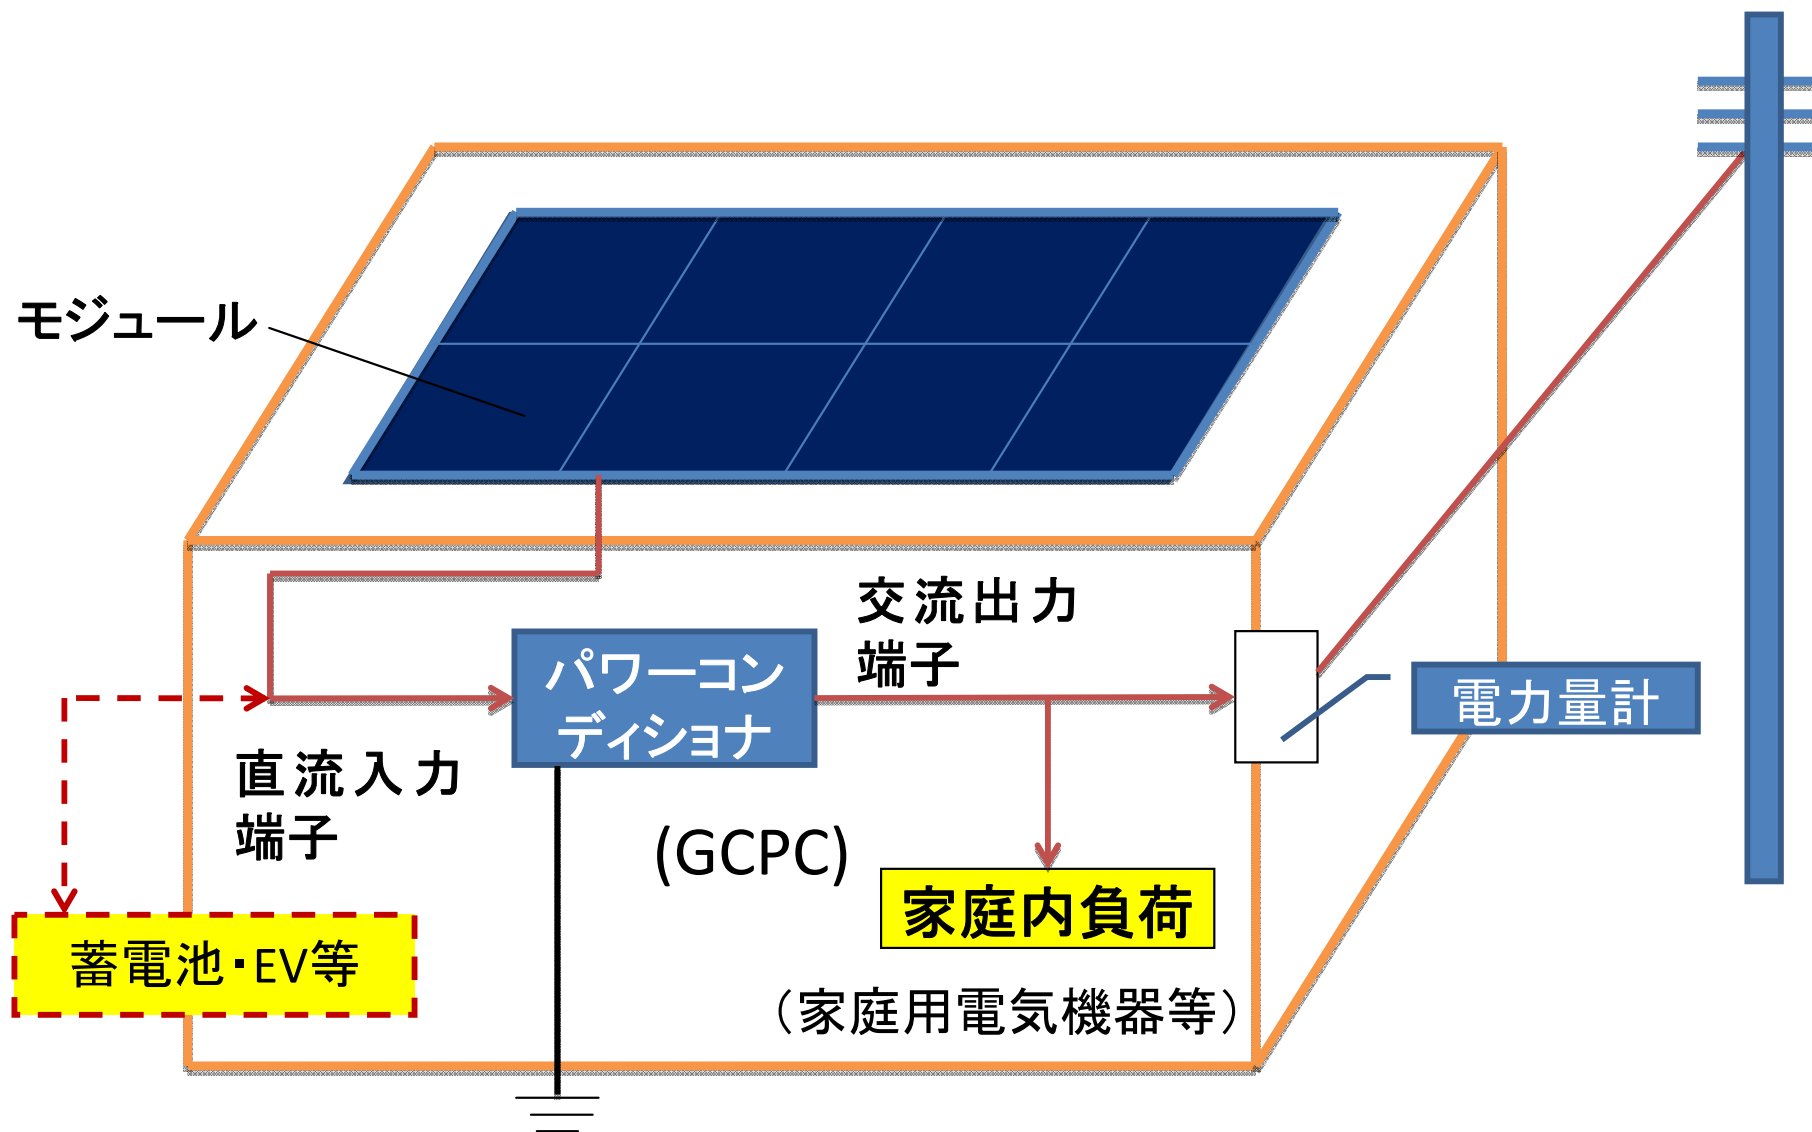 モジュール
交流出力
端子
パワーコン
ディショナ
電力量計
直流入力
端子
(GCPC)
家庭内負荷
蓄電池・EV等
（家庭用電気機器等）